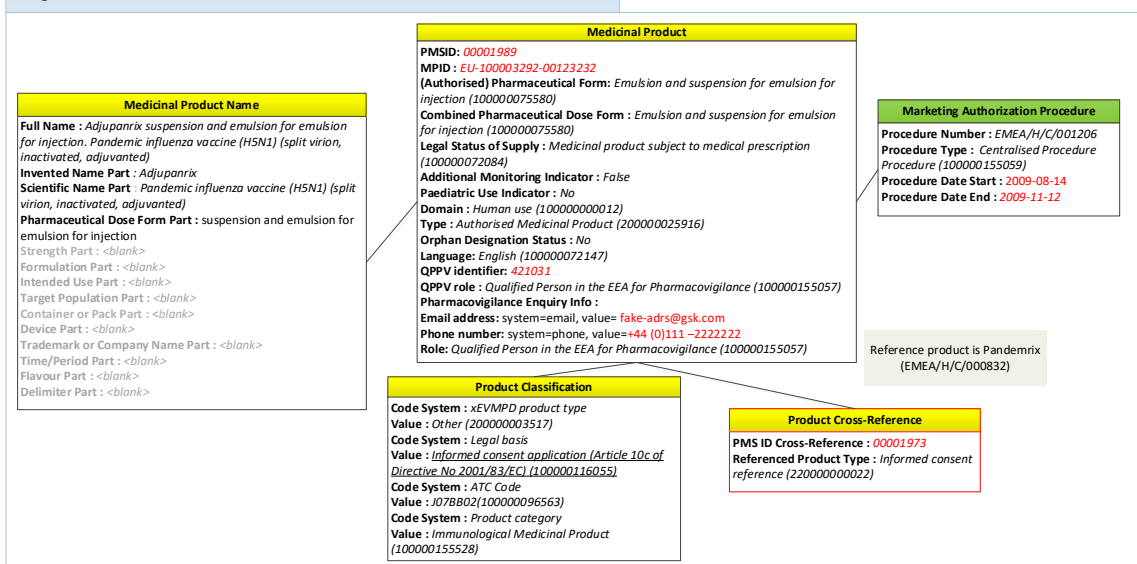 Medicinal Product Name
Full Name : Adjupanrix suspension and emulsion for emulsion
for injection. Pandemic influenza vaccine (H5N1) (split virion,
inactivated, adjuvanted)
Invented Name Part : Adjupanrix
Scientific Name Part : Pandemic influenza vaccine (H5N1) (split
virion, inactivated, adjuvanted)
Pharmaceutical Dose Form Part : suspension and emulsion for
emulsion for injection
Strength Part : <blank>
Formulation Part : <blank>
Intended Use Part : <blank>
Target Population Part : <blank>
Container or Pack Part : <blank>
Device Part : <blank>
Trademark or Company Name Part : <blank>
Time/Period Part : <blank>
Flavour Part : <blank>
Delimiter Part : <blank>
Medicinal Product
PMSID: 00001989
MPID : EU-100003292-00123232
(Authorised) Pharmaceutical Form: Emulsion and suspension for emulsion for
injection (100000075580)
Combined Pharmaceutical Dose Form : Emulsion and suspension for emulsion
for injection (100000075580)
Legal Status of Supply : Medicinal product subject to medical prescription
(100000072084)
Additional Monitoring Indicator : False
Paediatric Use Indicator : No
Domain : Human use (100000000012)
Type : Authorised Medicinal Product (200000025916)
Orphan Designation Status : No
Language: English (100000072147)
QPPV identifier: 421031
QPPV role : Qualified Person in the EEA for Pharmacovigilance (100000155057)
Pharmacovigilance Enquiry Info :
Email address: system=email, value= fake-adrs@gsk.com
Phone number: system=phone, value=+44 (0)111 –2222222
Role: Qualified Person in the EEA for Pharmacovigilance (100000155057)
Marketing Authorization Procedure
Procedure Number : EMEA/H/C/001206
Procedure Type : Centralised Procedure
Procedure (100000155059)
Procedure Date Start : 2009-08-14
Procedure Date End : 2009-11-12
Reference product is Pandemrix
(EMEA/H/C/000832)
Product Classification
Code System : xEVMPD product type
Value : Other (200000003517)
Code System : Legal basis
Value : Informed consent application (Article 10c of
Directive No 2001/83/EC) (100000116055)
Code System : ATC Code
Value : J07BB02(100000096563)
Code System : Product category
Value : Immunological Medicinal Product
(100000155528)
Product Cross-Reference
PMS ID Cross-Reference : 00001973
Referenced Product Type : Informed consent
reference (220000000022)